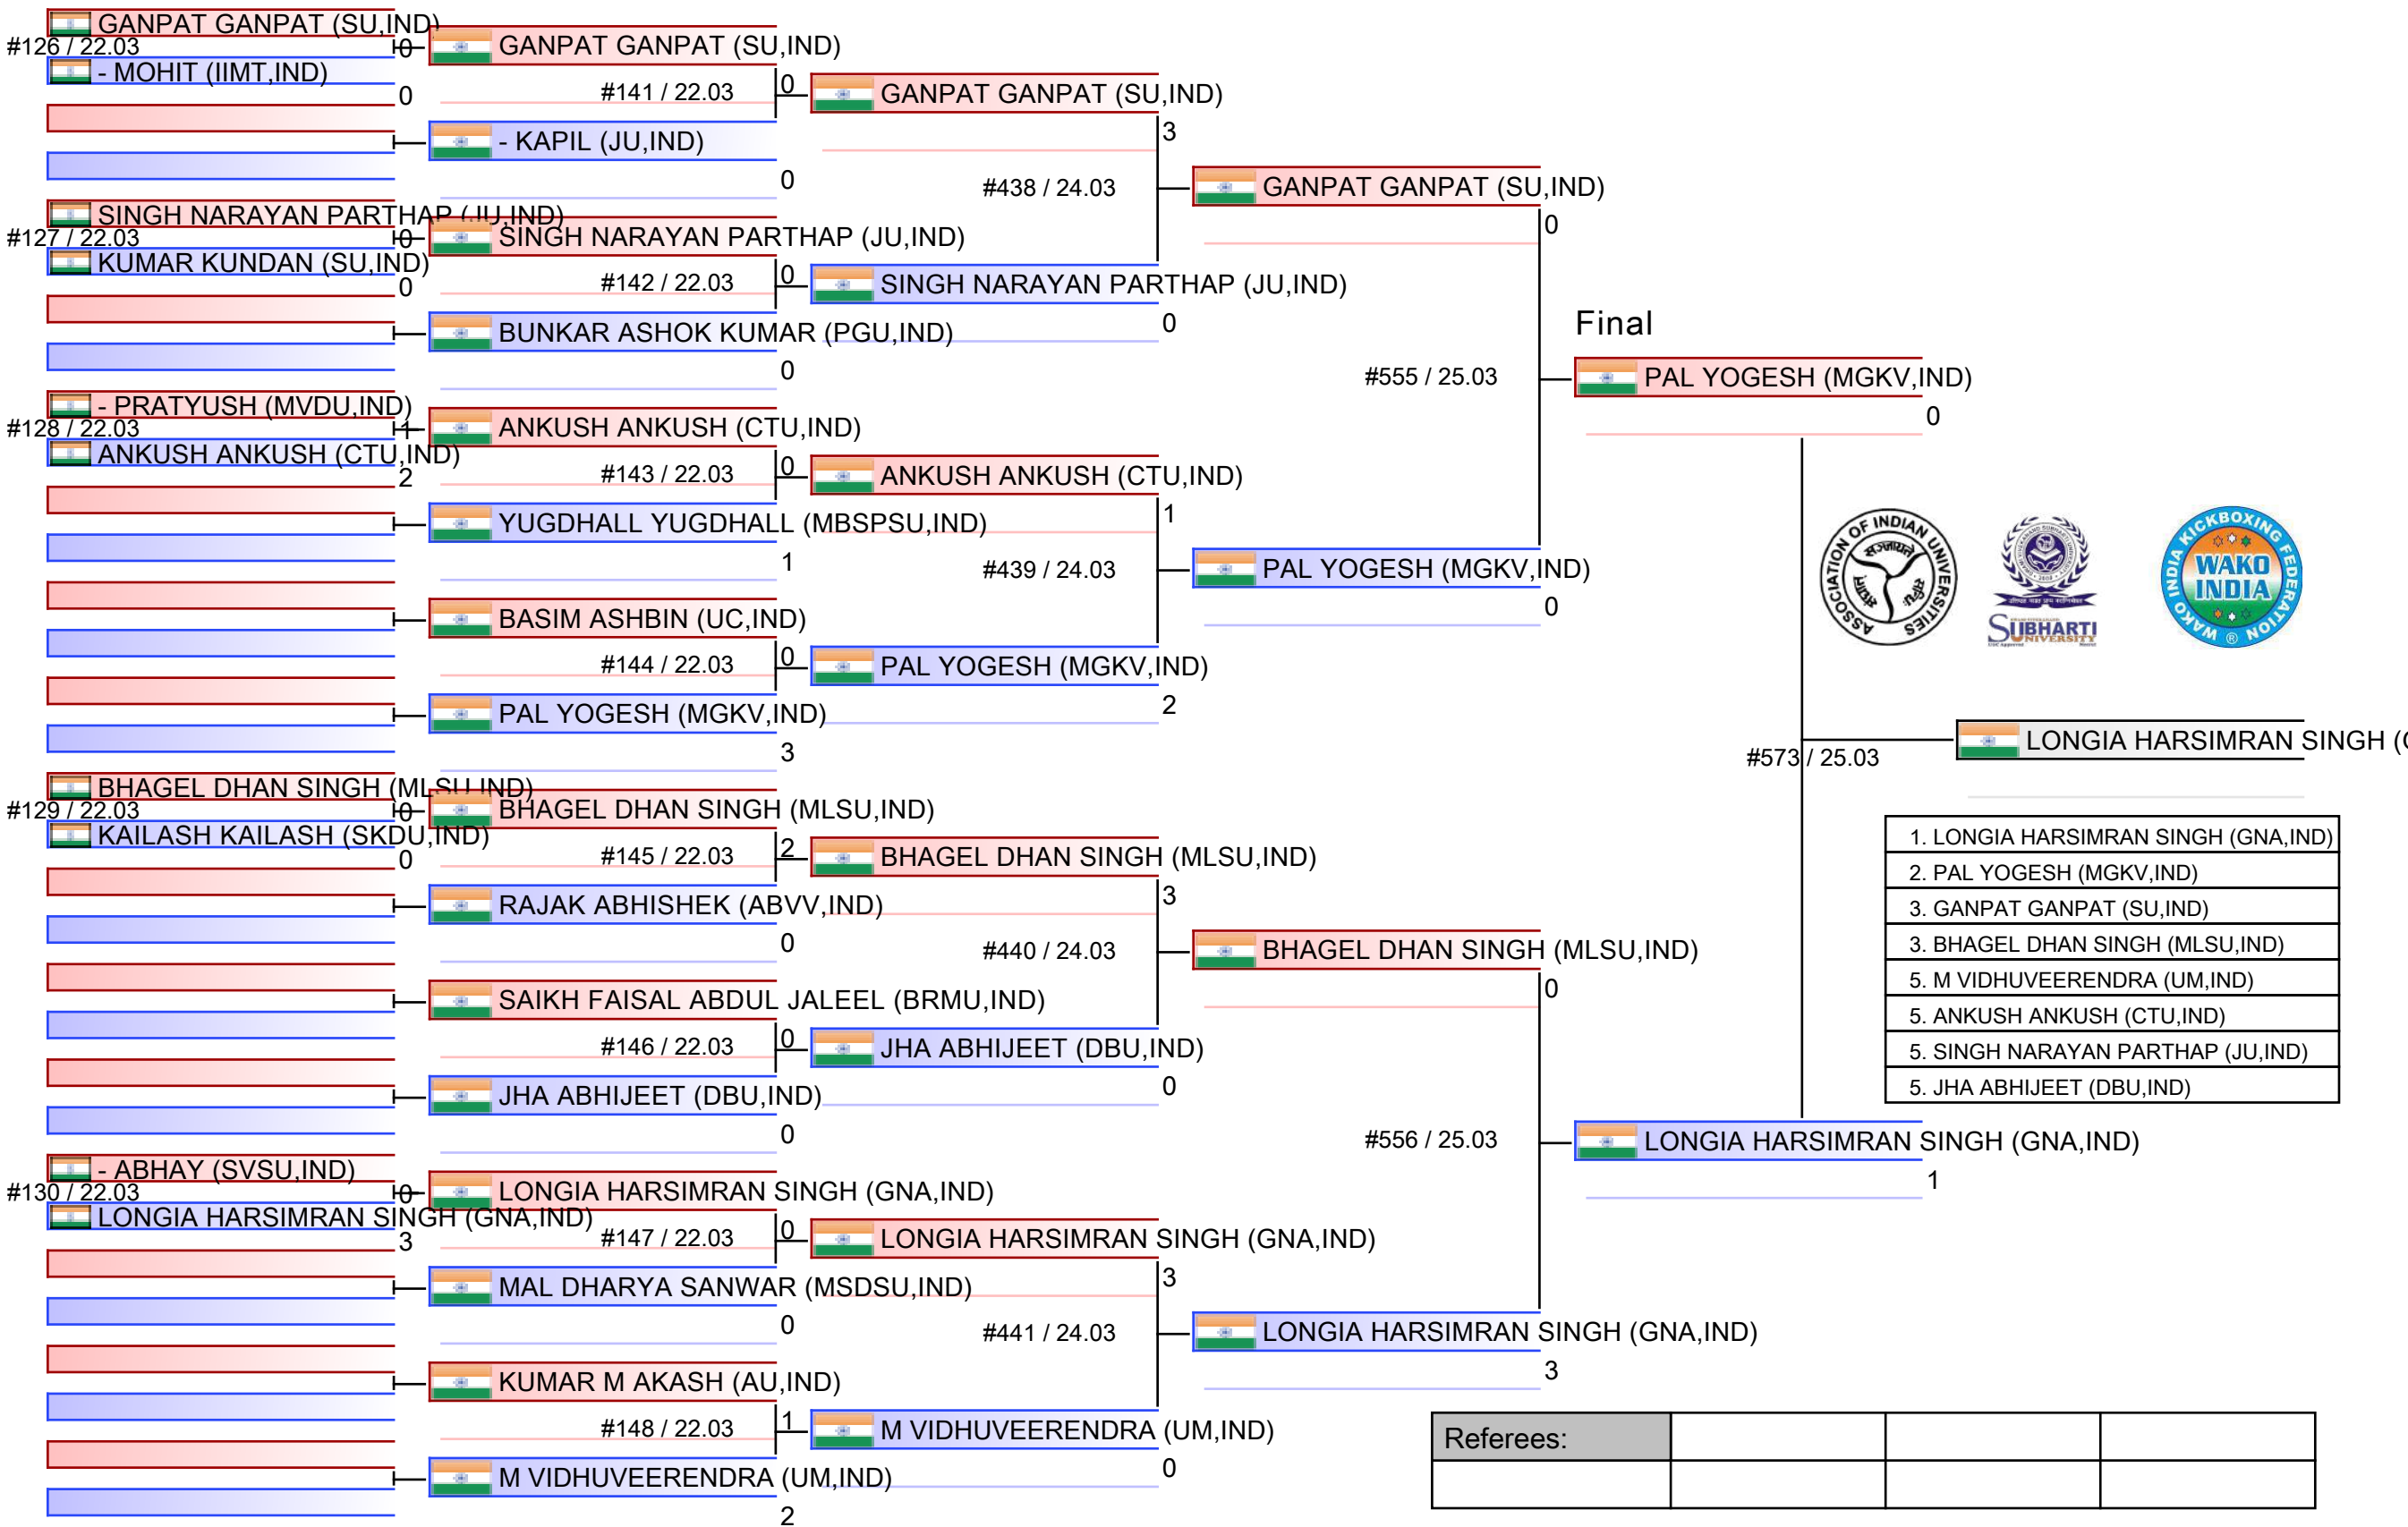 GANPAT GANPAT (SU,IND)
#126 / 22.03
0
- MOHIT (IIMT,IND)
0
SINGH NARAYAN PARTHAP (JU,IND)
#127 / 22.03
0
KUMAR KUNDAN (SU,IND)
0
- PRATYUSH (MVDU,IND)
#128 / 22.03
1
ANKUSH ANKUSH (CTU,IND)
2
BHAGEL DHAN SINGH (MLSU,IND)
#129 / 22.03
0
KAILASH KAILASH (SKDU,IND)
0
- ABHAY (SVSU,IND)
#130 / 22.03
0
LONGIA HARSIMRAN SINGH (GNA,IND)
3
GANPAT GANPAT (SU,IND)
#141 / 22.03
0
- KAPIL (JU,IND)
0
SINGH NARAYAN PARTHAP (JU,IND)
#142 / 22.03
0
BUNKAR ASHOK KUMAR (PGU,IND)
0
ANKUSH ANKUSH (CTU,IND)
#143 / 22.03
0
YUGDHALL YUGDHALL (MBSPSU,IND)
1
BASIM ASHBIN (UC,IND)
#144 / 22.03
0
PAL YOGESH (MGKV,IND)
3
BHAGEL DHAN SINGH (MLSU,IND)
#145 / 22.03
2
RAJAK ABHISHEK (ABVV,IND)
0
SAIKH FAISAL ABDUL JALEEL (BRMU,IND)
#146 / 22.03
0
JHA ABHIJEET (DBU,IND)
0
LONGIA HARSIMRAN SINGH (GNA,IND)
#147 / 22.03
0
MAL DHARYA SANWAR (MSDSU,IND)
0
KUMAR M AKASH (AU,IND)
#148 / 22.03
1
M VIDHUVEERENDRA (UM,IND)
2
GANPAT GANPAT (SU,IND)
3
#438 / 24.03
SINGH NARAYAN PARTHAP (JU,IND)
0
ANKUSH ANKUSH (CTU,IND)
1
#439 / 24.03
PAL YOGESH (MGKV,IND)
2
BHAGEL DHAN SINGH (MLSU,IND)
3
#440 / 24.03
JHA ABHIJEET (DBU,IND)
0
LONGIA HARSIMRAN SINGH (GNA,IND)
3
#441 / 24.03
M VIDHUVEERENDRA (UM,IND)
0
GANPAT GANPAT (SU,IND)
0
#555 / 25.03
PAL YOGESH (MGKV,IND)
0
BHAGEL DHAN SINGH (MLSU,IND)
0
#556 / 25.03
LONGIA HARSIMRAN SINGH (GNA,IND)
3
Final
PAL YOGESH (MGKV,IND)
0
#573 / 25.03
LONGIA HARSIMRAN SINGH (GNA,IND)
1
ASSOCIATION OF INDIAN UNIVERSITIES
SUBHARTI
UNIVERSITY
WAKO INDIA KICKBOXING FEDERATION
WAKO
INDIA
®
LONGIA HARSIMRAN SINGH (
1. LONGIA HARSIMRAN SINGH (GNA,IND)
2. PAL YOGESH (MGKV,IND)
3. GANPAT GANPAT (SU,IND)
3. BHAGEL DHAN SINGH (MLSU,IND)
5. M VIDHUVEERENDRA (UM,IND)
5. ANKUSH ANKUSH (CTU,IND)
5. SINGH NARAYAN PARTHAP (JU,IND)
5. JHA ABHIJEET (DBU,IND)
Referees: